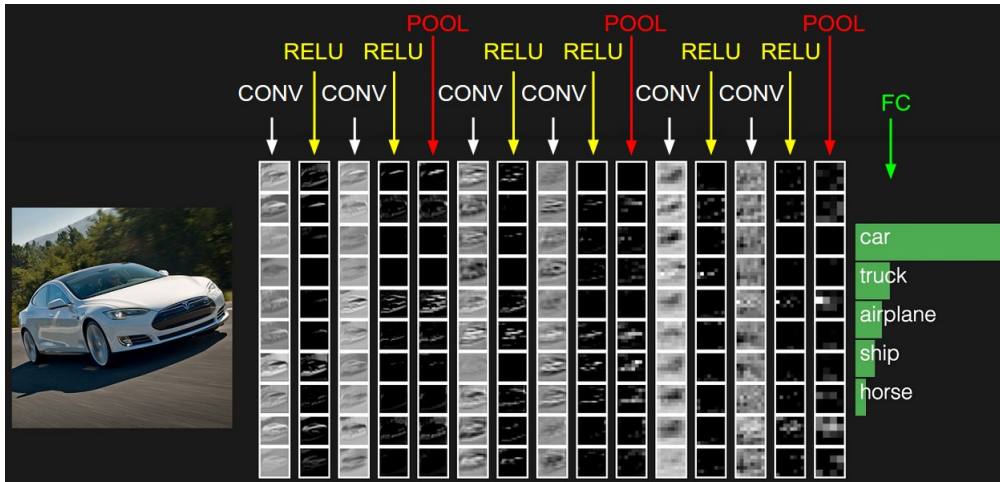 POOL POOL POOL
RELU RELU RELU RELU RELU RELU
CONV CONV CONV CONV CONV CONV FC
car
truck
airplane
ship
horse